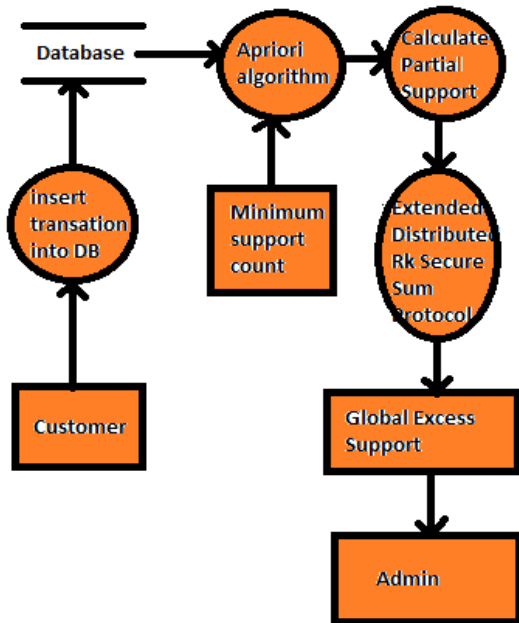 Database
Apriori
algorithm
Calculate
Partial
Support
insert
transation
into DB
Minimum
support
count
Extended
Distributed
Rk Secure
Sum
Protocol
Customer
Global Excess
Support
Admin